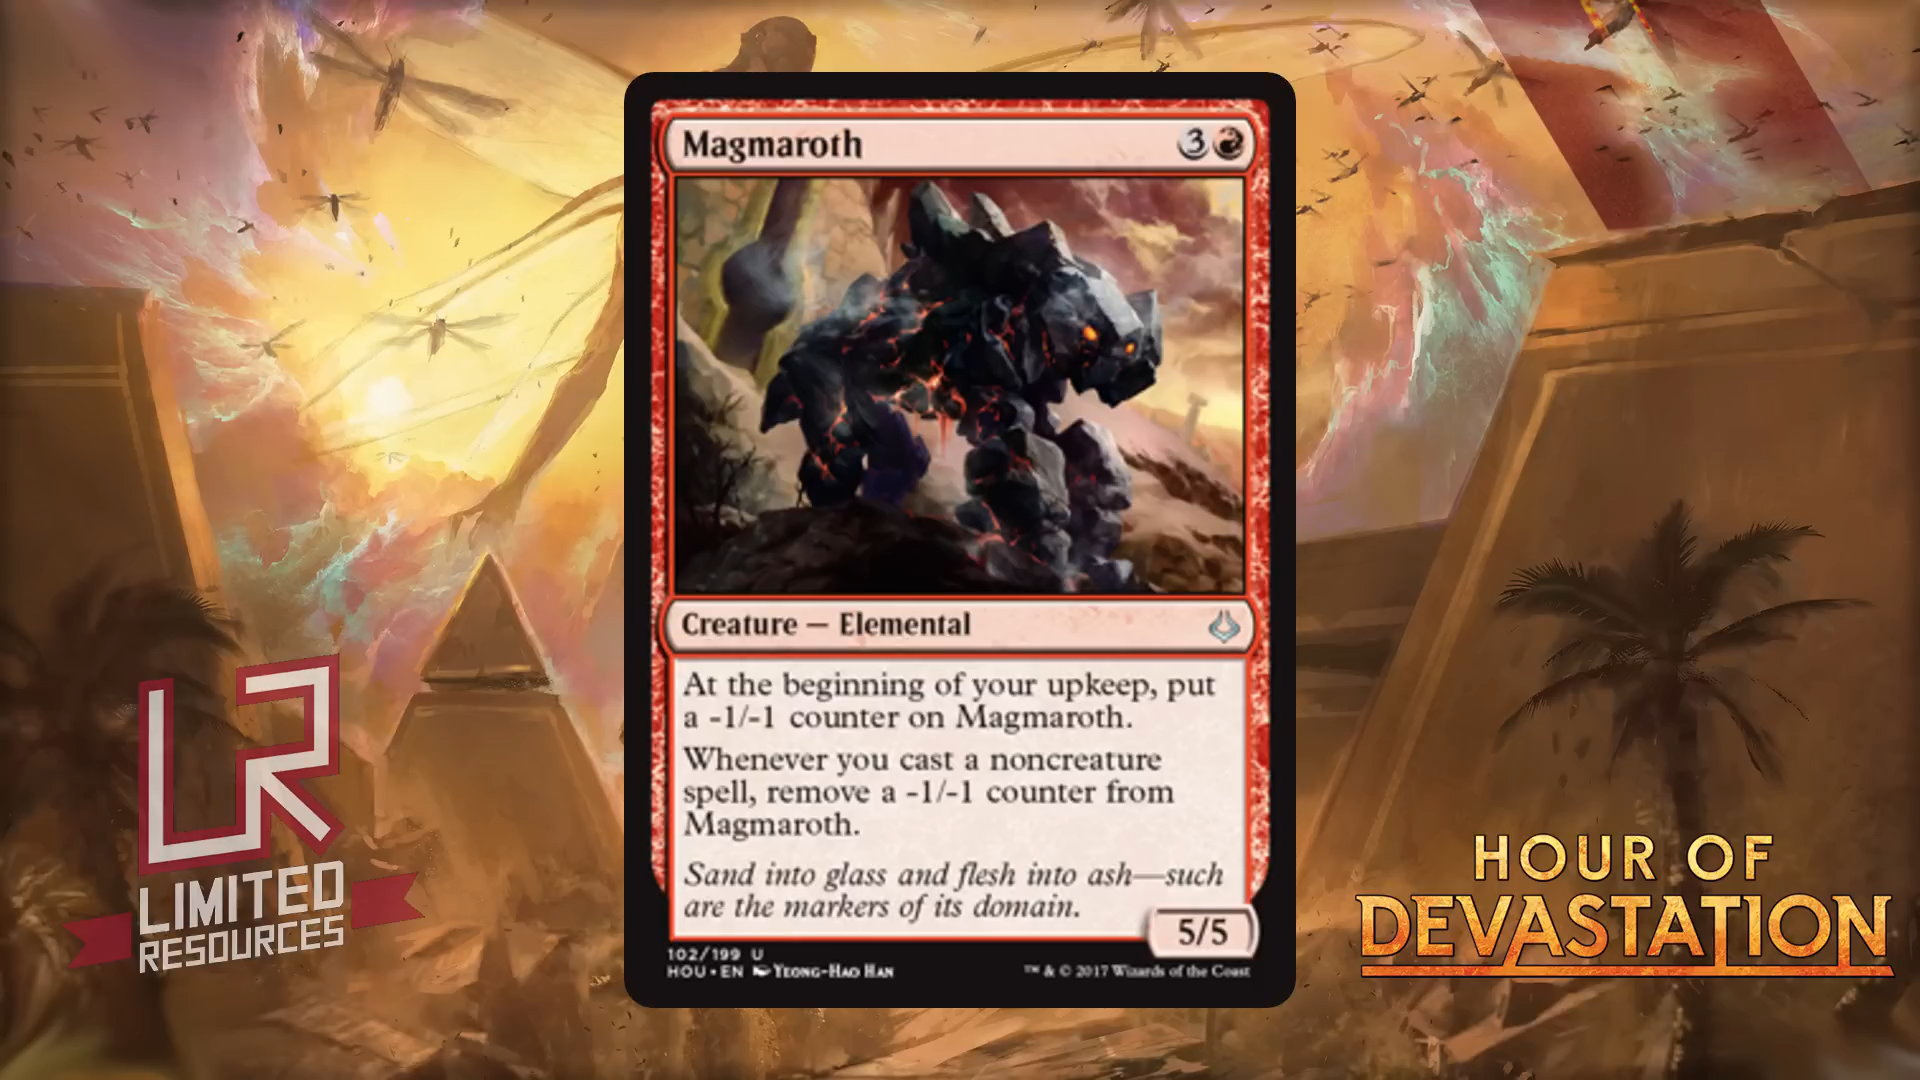 Magmaroth
3
Creature — Elemental
At the beginning of your upkeep, put
a -1/-1 counter on Magmaroth.
Whenever you cast a noncreature
spell, remove a -1/-1 counter from
Magmaroth.
Sand into glass and flesh into ash—such
are the markers of its domain.
5/5
102/199 U
HOU • EN Yeong-Hao Han
™ & © 2017 Wizards of the Coast
LR
LIMITED
RESOURCES
HOUR OF
DEVASTATION